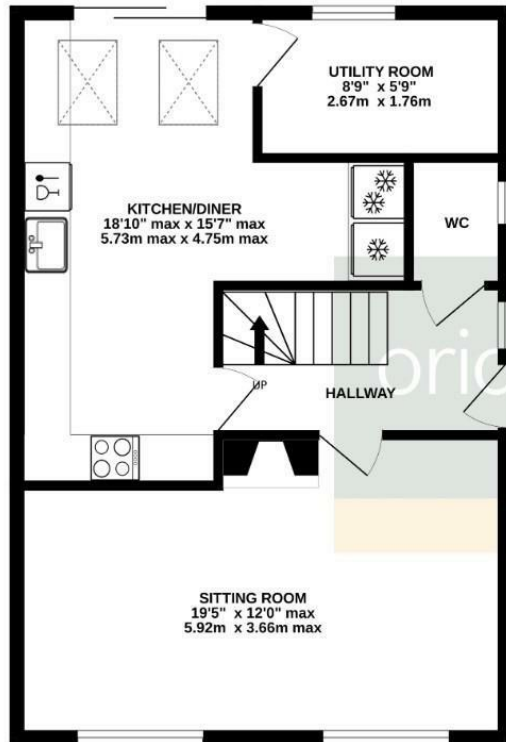 UTILITY ROOM
8'9" x 5'9"
2.67m x 1.76m
KITCHEN/DINER
18'10" max x 15'7" max
5.73m max x 4.75m max
WC
UP
HALLWAY
SITTING ROOM
19'5" x 12'0" max
5.92m x 3.66m max